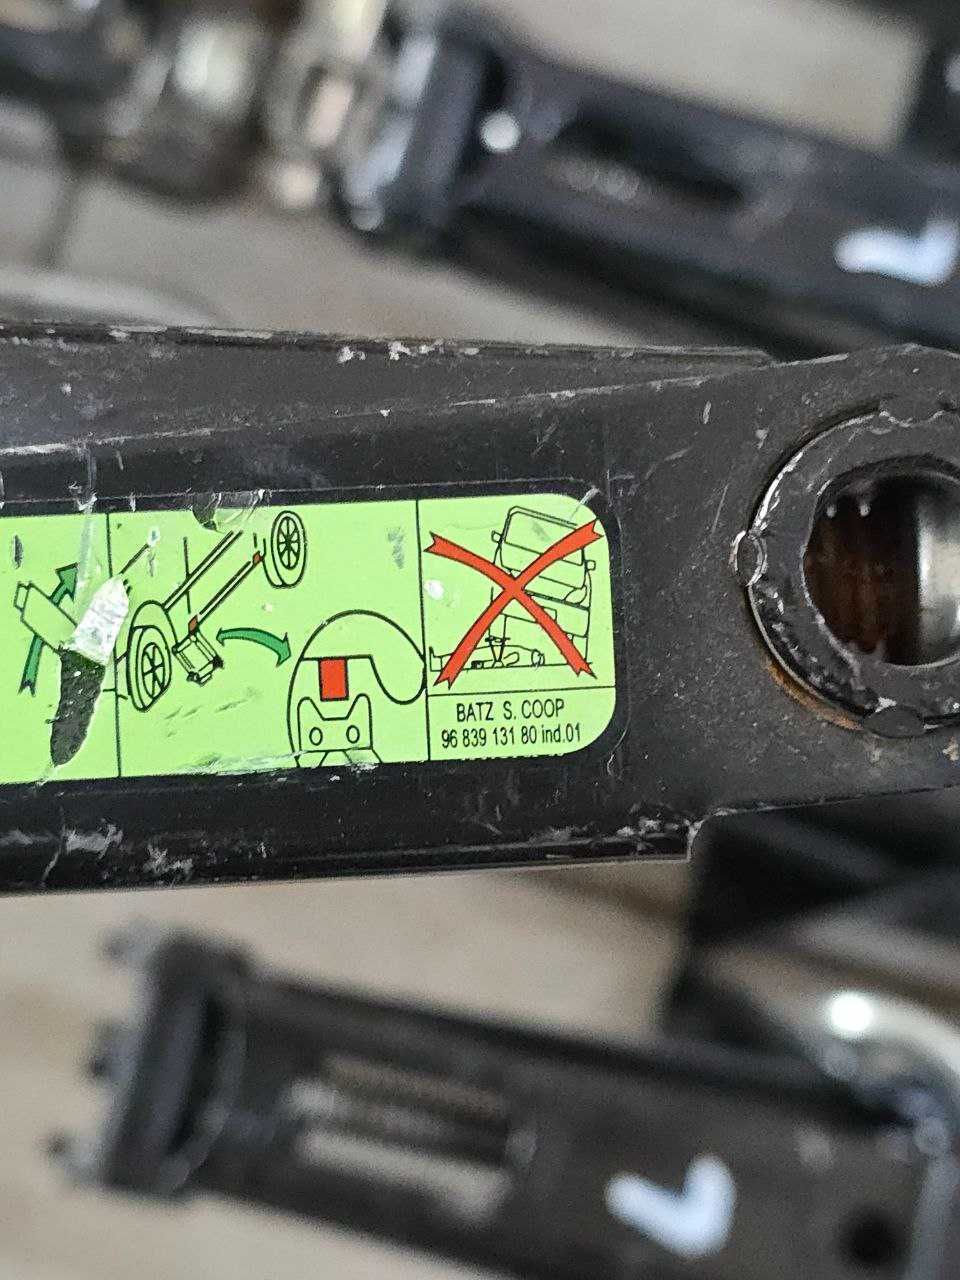 BATZ S. COOP
96 839 131 80 ind.01